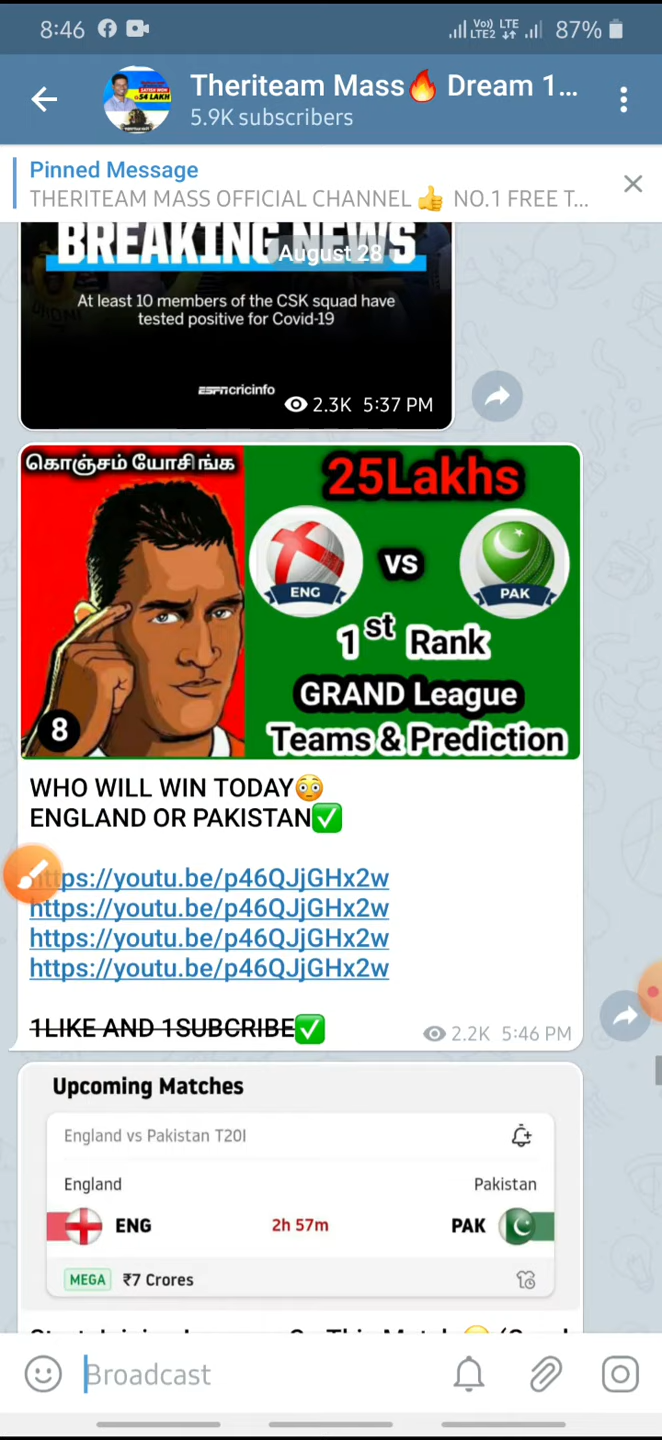 8:46
Vo)) LTE
LTE2
87%
Theriteam Mass🔥 Dream 1...
5.9K subscribers
Pinned Message
THERITEAM MASS OFFICIAL CHANNEL 👍 NO.1 FREE T...
BREAKING NEWS
August 28
At least 10 members of the CSK squad have
tested positive for Covid-19
ESPNcricinfo
2.3K 5:37 PM
கொஞ்சம் யோசிங்க
25Lakhs
ENG
VS
PAK
1st Rank
GRAND League
Teams & Prediction
8
WHO WILL WIN TODAY😳
ENGLAND OR PAKISTAN✅
https://youtu.be/p46QJjGHx2w
https://youtu.be/p46QJjGHx2w
https://youtu.be/p46QJjGHx2w
https://youtu.be/p46QJjGHx2w
1LIKE AND 1SUBCRIBE✅
2.2K 5:46 PM
Upcoming Matches
England vs Pakistan T20I
England
Pakistan
ENG
2h 57m
PAK
MEGA ₹7 Crores
Broadcast